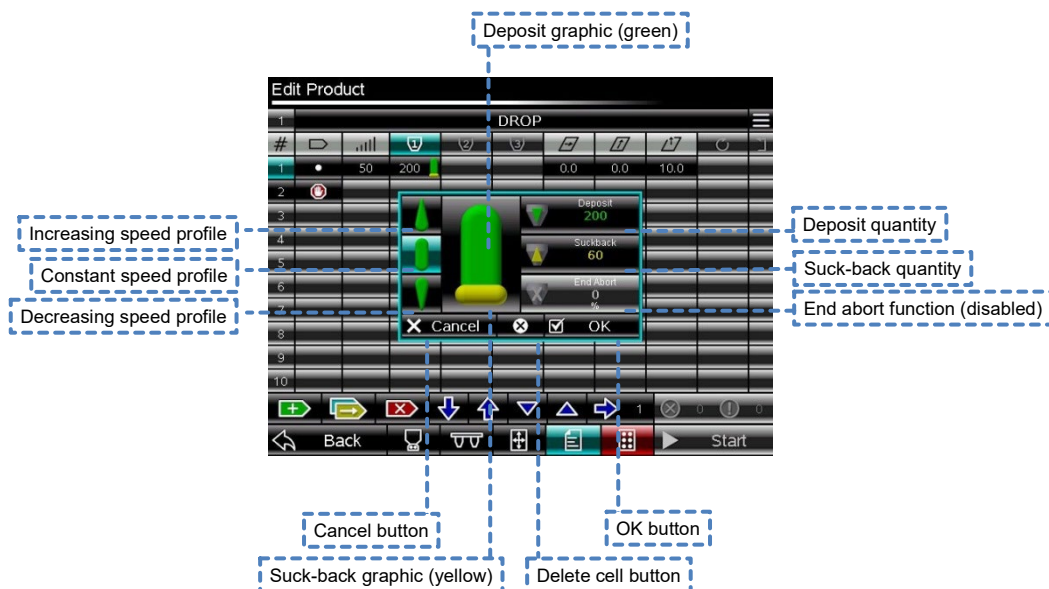 Deposit graphic (green)
Edit Product
1 DROP
# 1 2 3
1 50 200 0.0 0.0 10.0
2
3
4
5
6
7
8
9
10
Deposit
200
Suckback
60
End Abort
0
%
Cancel OK
Increasing speed profile
Constant speed profile
Decreasing speed profile
Deposit quantity
Suck-back quantity
End abort function (disabled)
1 0 0
Back Start
Cancel button
OK button
Suck-back graphic (yellow)
Delete cell button